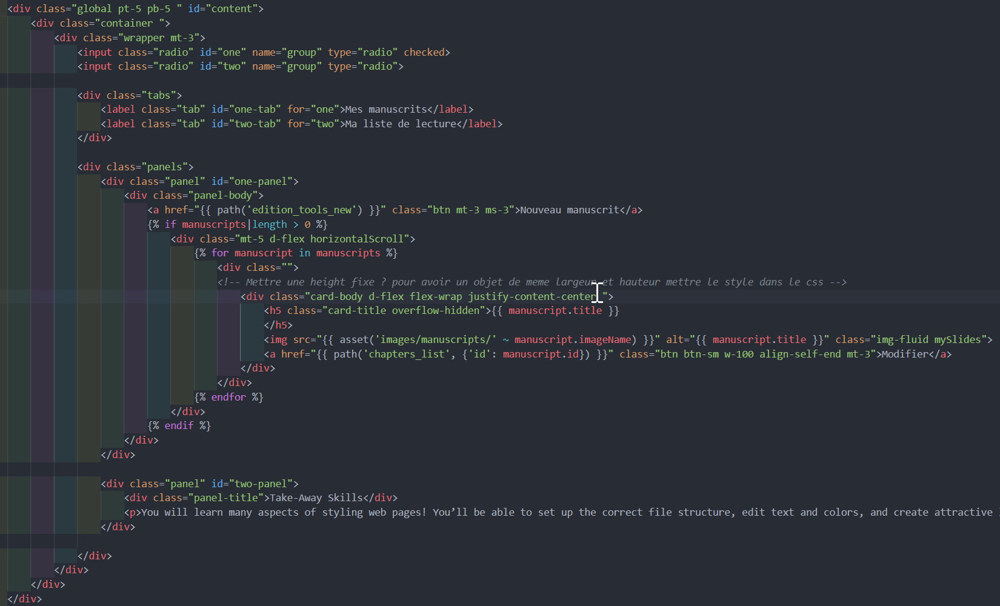 <div class="global pt-5 pb-5 " id="content">
<div class="container ">
<div class="wrapper mt-3">
<input class="radio" id="one" name="group" type="radio" checked>
<input class="radio" id="two" name="group" type="radio">
<div class="tabs">
<label class="tab" id="one-tab" for="one">Mes manuscrits</label>
<label class="tab" id="two-tab" for="two">Ma liste de lecture</label>
</div>
<div class="panels">
<div class="panel" id="one-panel">
<div class="panel-body">
<a href="{{ path('edition_tools_new') }}" class="btn mt-3 ms-3">Nouveau manuscrit</a>
{% if manuscripts|length > 0 %}
<div class="mt-5 d-flex horizontalScroll">
{% for manuscript in manuscripts %}
<div class="">
<!-- Mettre une height fixe ? pour avoir un objet de meme largeur et hauteur mettre le style dans le css -->
<div class="card-body d-flex flex-wrap justify-content-center ">
<h5 class="card-title overflow-hidden">{{ manuscript.title }}
</h5>
<img src="{{ asset('images/manuscripts/' ~ manuscript.imageName) }}" alt="{{ manuscript.title }}" class="img-fluid mySlides">
<a href="{{ path('chapters_list', {'id': manuscript.id}) }}" class="btn btn-sm w-100 align-self-end mt-3">Modifier</a>
</div>
</div>
{% endfor %}
</div>
{% endif %}
</div>
</div>
<div class="panel" id="two-panel">
<div class="panel-title">Take-Away Skills</div>
<p>You will learn many aspects of styling web pages! You’ll be able to set up the correct file structure, edit text and colors, and create attractive
</div>
</div>
</div>
</div>
</div>